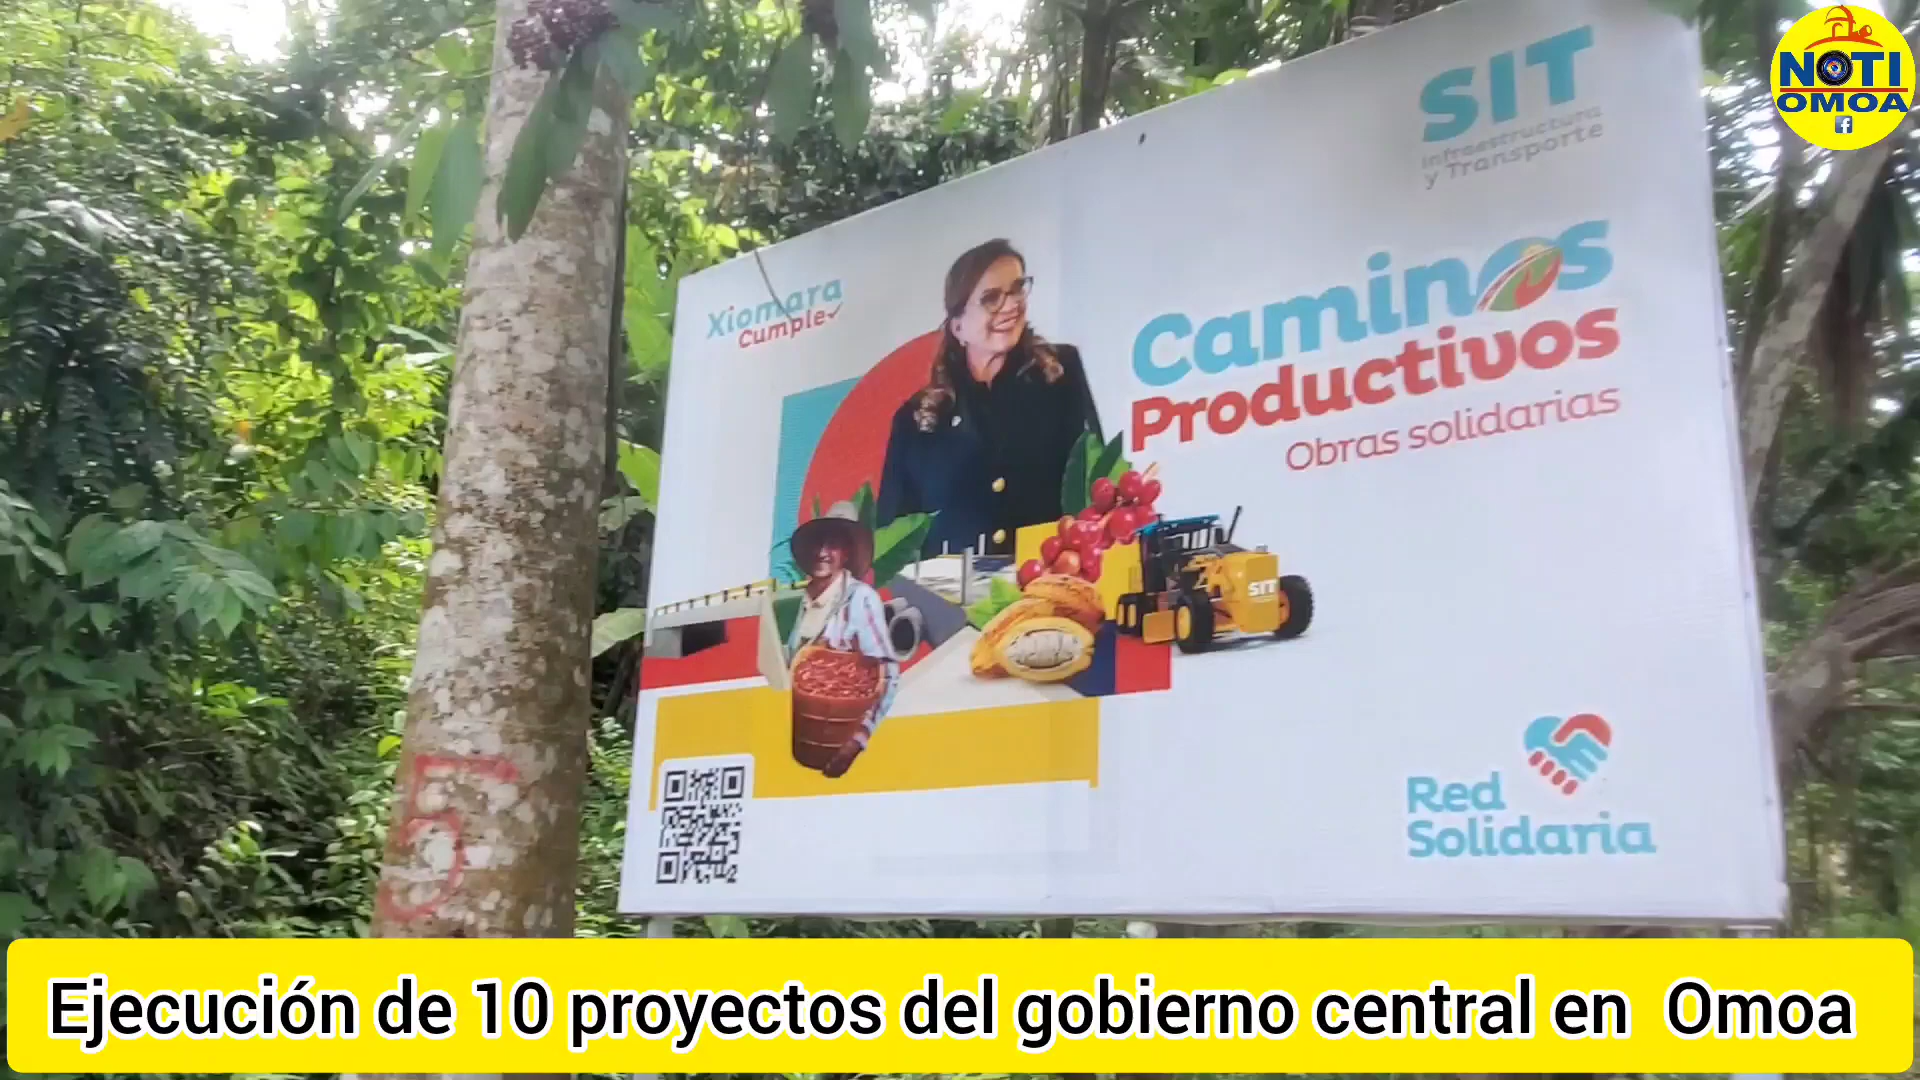 NOTI
OMOA
SIT
Infraestructura
y Transporte
Xiomara
Cumple
Caminos
Productivos
Obras solidarias
SIT
Red
Solidaria
5
Ejecución de 10 proyectos del gobierno central en Omoa